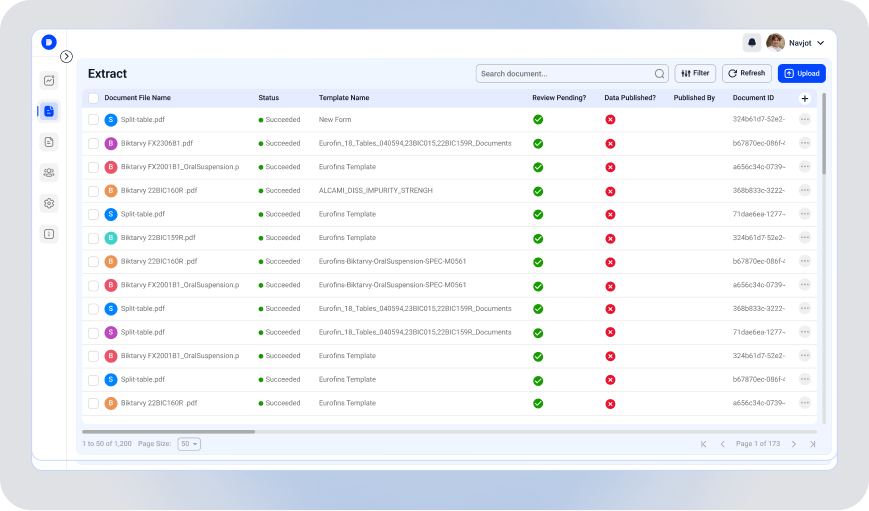 D
Navjot
Extract
Search document...
Filter
Refresh
Upload
Document File Name Status Template Name Review Pending? Data Published? Published By Document ID
S Split-table.pdf Succeeded New Form 324b61d7-52e2-
B Biktarvy FX2306B1.pdf Succeeded Eurofin_18_Tables_040594,23BIC015,22BIC159R_Documents b67870ec-086f-
B Biktarvy FX2001B1_OralSuspension.p Succeeded Eurofins Template a656c34c-0739-
B Biktarvy 22BIC160R .pdf Succeeded ALCAMI_DISS_IMPURITY_STRENGH 368b833c-3222-
S Split-table.pdf Succeeded Eurofins Template 71dae6ea-1277-
B Biktarvy 22BIC159R.pdf Succeeded Eurofins Template 324b61d7-52e2-
B Biktarvy 22BIC160R .pdf Succeeded Eurofins-Biktarvy-OralSuspension-SPEC-M0561 b67870ec-086f-
B Biktarvy FX2001B1_OralSuspension.p Succeeded Eurofins-Biktarvy-OralSuspension-SPEC-M0561 a656c34c-0739-
S Split-table.pdf Succeeded Eurofin_18_Tables_040594,23BIC015,22BIC159R_Documents 368b833c-3222-
S Split-table.pdf Succeeded Eurofin_18_Tables_040594,23BIC015,22BIC159R_Documents 71dae6ea-1277-
B Biktarvy FX2001B1_OralSuspension.p Succeeded Eurofins Template 324b61d7-52e2-
S Split-table.pdf Succeeded Eurofins Template b67870ec-086f-
B Biktarvy 22BIC160R .pdf Succeeded Eurofins Template a656c34c-0739-
1 to 50 of 1,200 Page Size: 50 Page 1 of 173